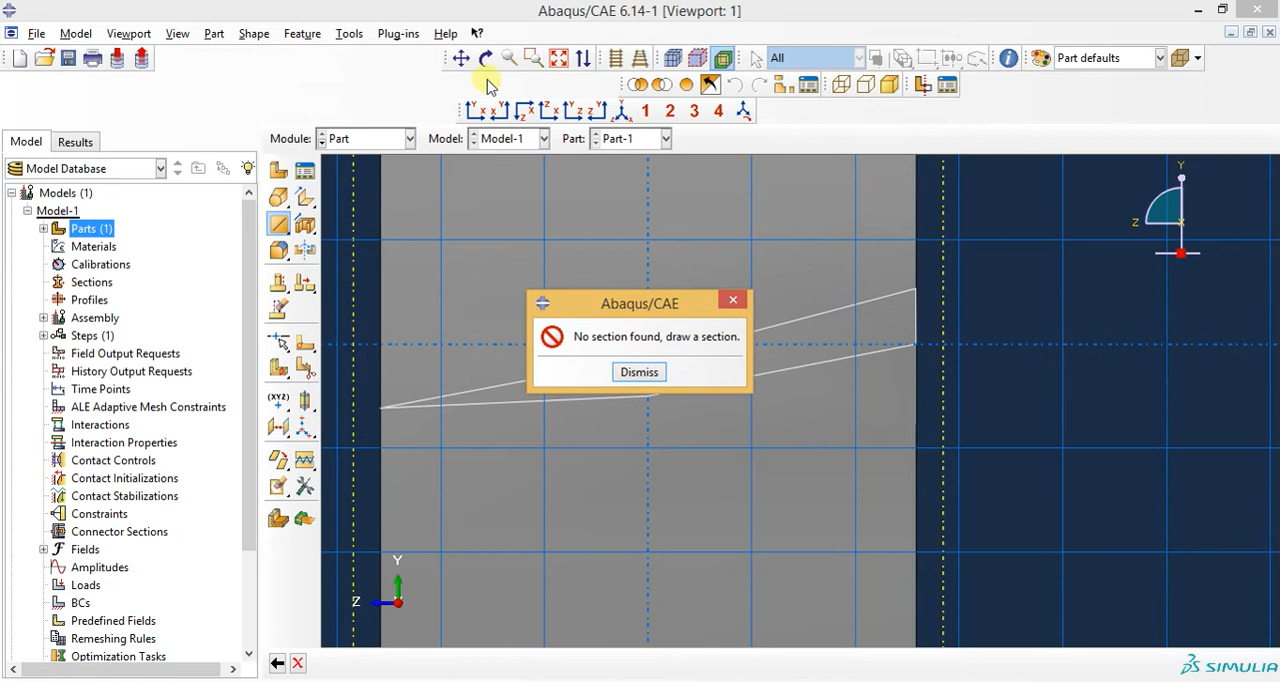 Abaqus/CAE 6.14-1 [Viewport: 1]
File Model Viewport View Part Shape Feature Tools Plug-ins Help
All Part defaults
1 2 3 4
Model Results Module: Part Model: Model-1 Part: Part-1
Model Database
Models (1)
Model-1
Parts (1)
Materials
Calibrations
Sections
Profiles
Assembly
Steps (1)
Field Output Requests
History Output Requests
Time Points
ALE Adaptive Mesh Constraints
Interactions
Interaction Properties
Contact Controls
Contact Initializations
Contact Stabilizations
Constraints
Connector Sections
Fields
Amplitudes
Loads
BCs
Predefined Fields
Remeshing Rules
Optimization Tasks
Abaqus/CAE
No section found, draw a section.
Dismiss
Y
Z X
Y
Z
(XYZ)
SIMULIA